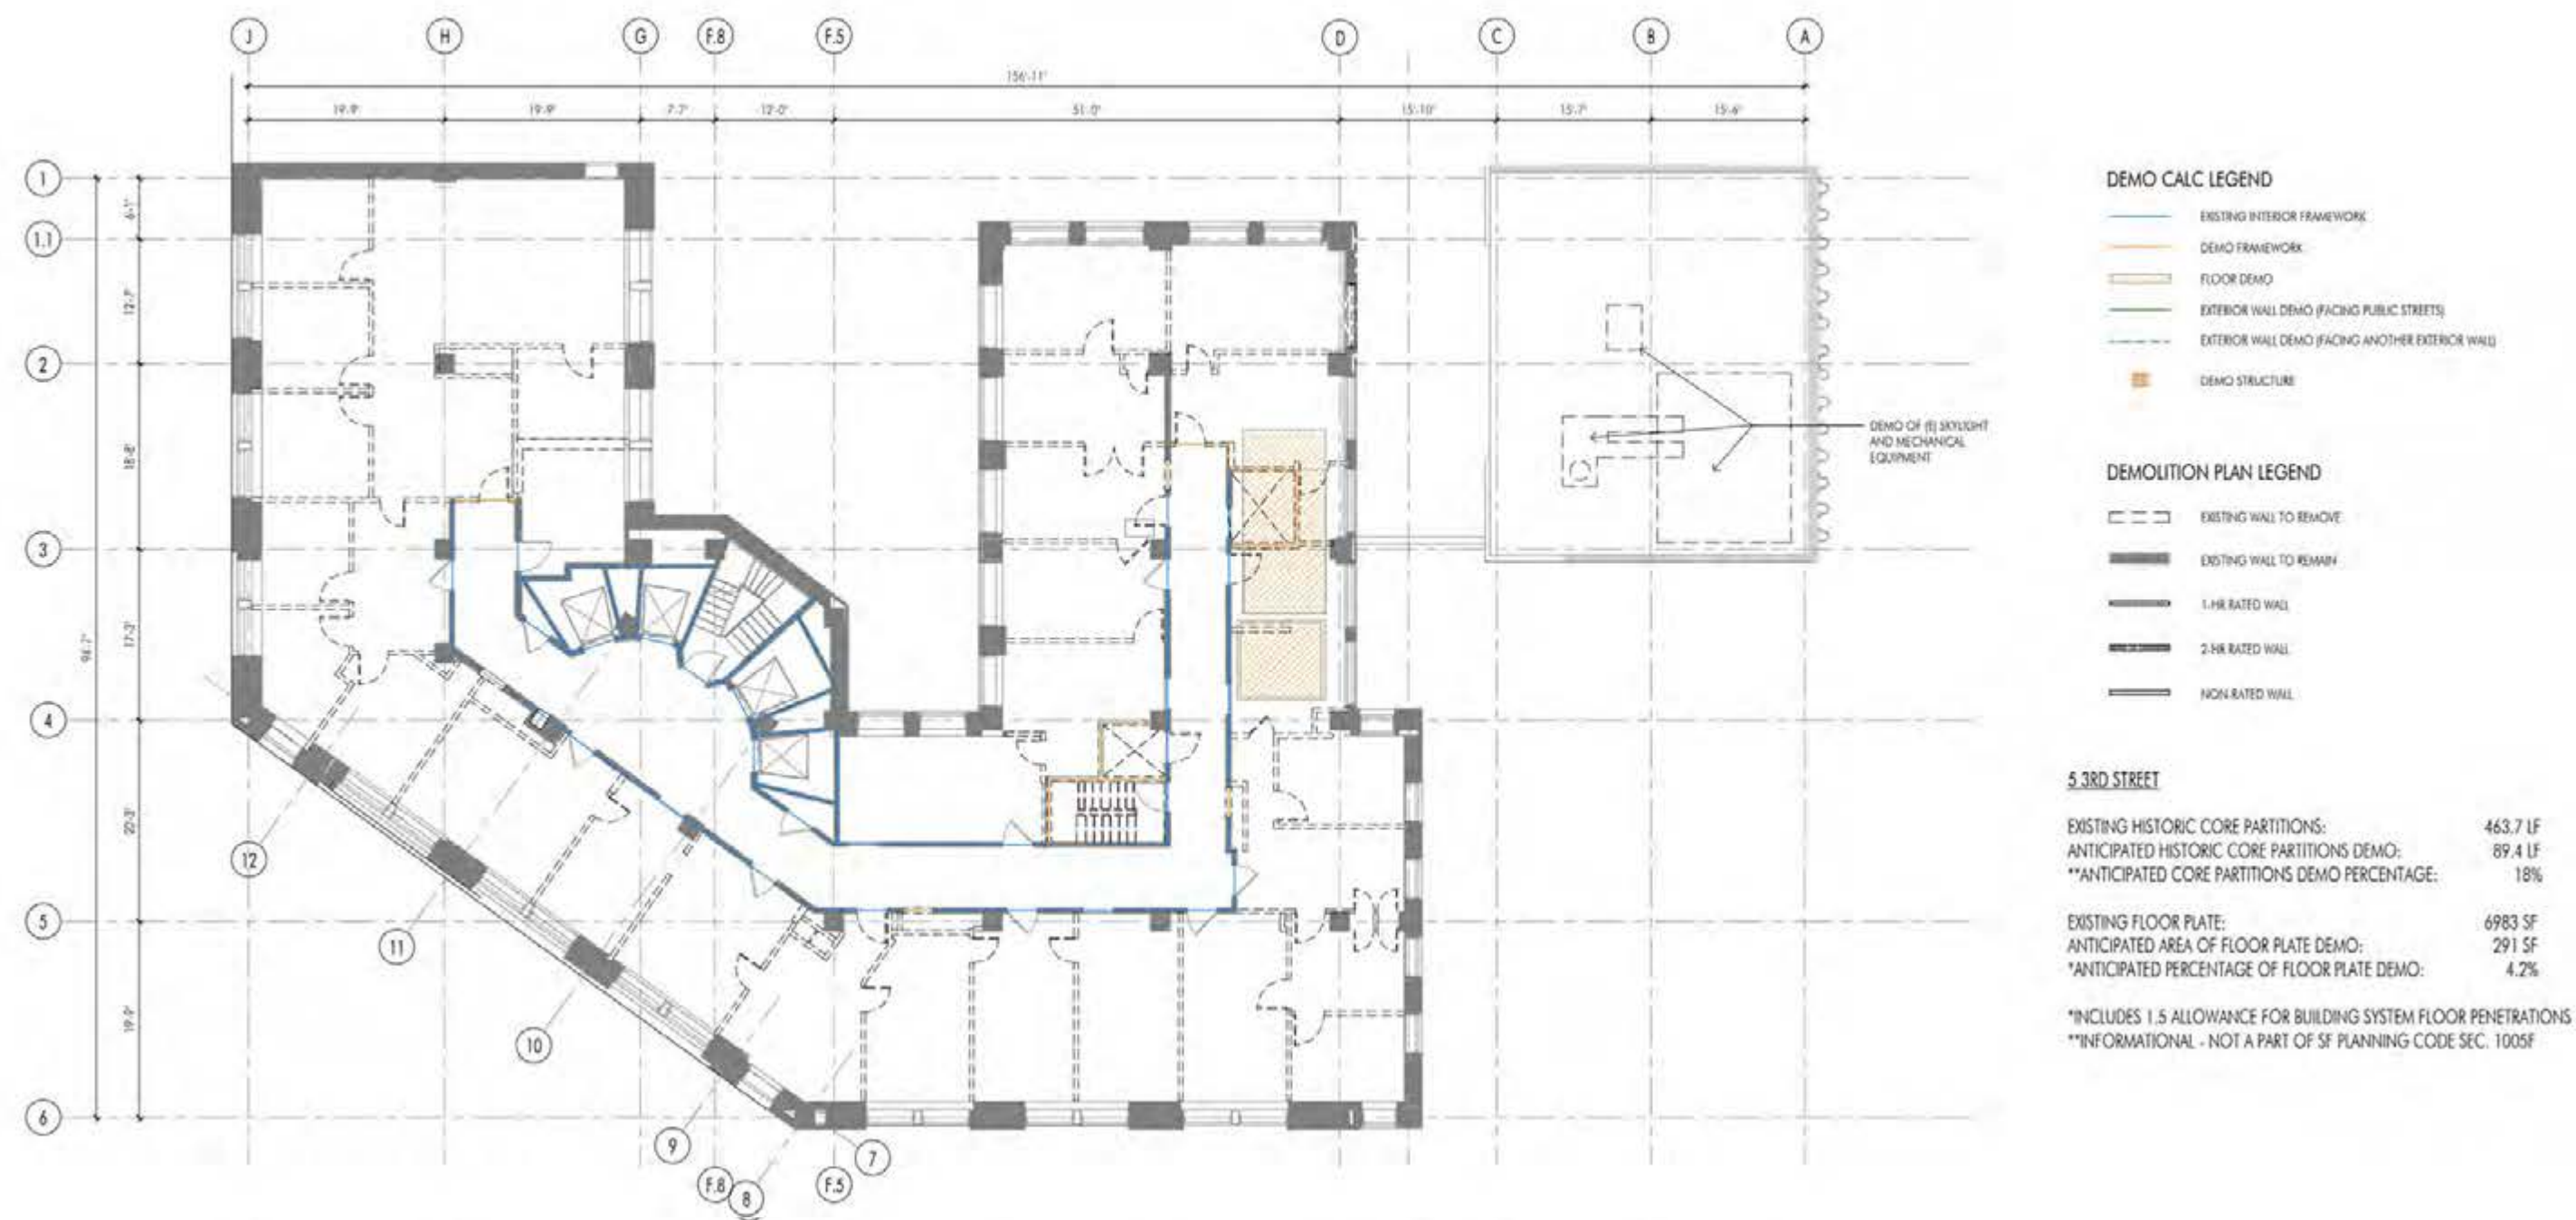 J H G F.8 F.5 D C B A
156'-11"
19'-9" 19'-9" 7'-7" 12'-0" 51'-0" 15'-10" 15'-7" 15'-6"
1
6'-1"
1.1
12'-7"
2
18'-8"
3
17'-3"
4
22'-3"
5
19'-9"
6
12
11
10
9
8
7
F.8
F.5
DEMO OF (E) SKYLIGHT
AND MECHANICAL
EQUIPMENT
DEMO CALC LEGEND
EXISTING INTERIOR FRAMEWORK
DEMO FRAMEWORK
FLOOR DEMO
EXTERIOR WALL DEMO (FACING PUBLIC STREETS)
EXTERIOR WALL DEMO (FACING ANOTHER EXTERIOR WALL)
DEMO STRUCTURE
DEMOLITION PLAN LEGEND
EXISTING WALL TO REMOVE
EXISTING WALL TO REMAIN
1-HR RATED WALL
2-HR RATED WALL
NON-RATED WALL
5 3RD STREET
EXISTING HISTORIC CORE PARTITIONS: 463.7 LF
ANTICIPATED HISTORIC CORE PARTITIONS DEMO: 89.4 LF
**ANTICIPATED CORE PARTITIONS DEMO PERCENTAGE: 18%
EXISTING FLOOR PLATE: 6983 SF
ANTICIPATED AREA OF FLOOR PLATE DEMO: 291 SF
*ANTICIPATED PERCENTAGE OF FLOOR PLATE DEMO: 4.2%
*INCLUDES 1.5 ALLOWANCE FOR BUILDING SYSTEM FLOOR PENETRATIONS
**INFORMATIONAL - NOT A PART OF SF PLANNING CODE SEC. 1005F